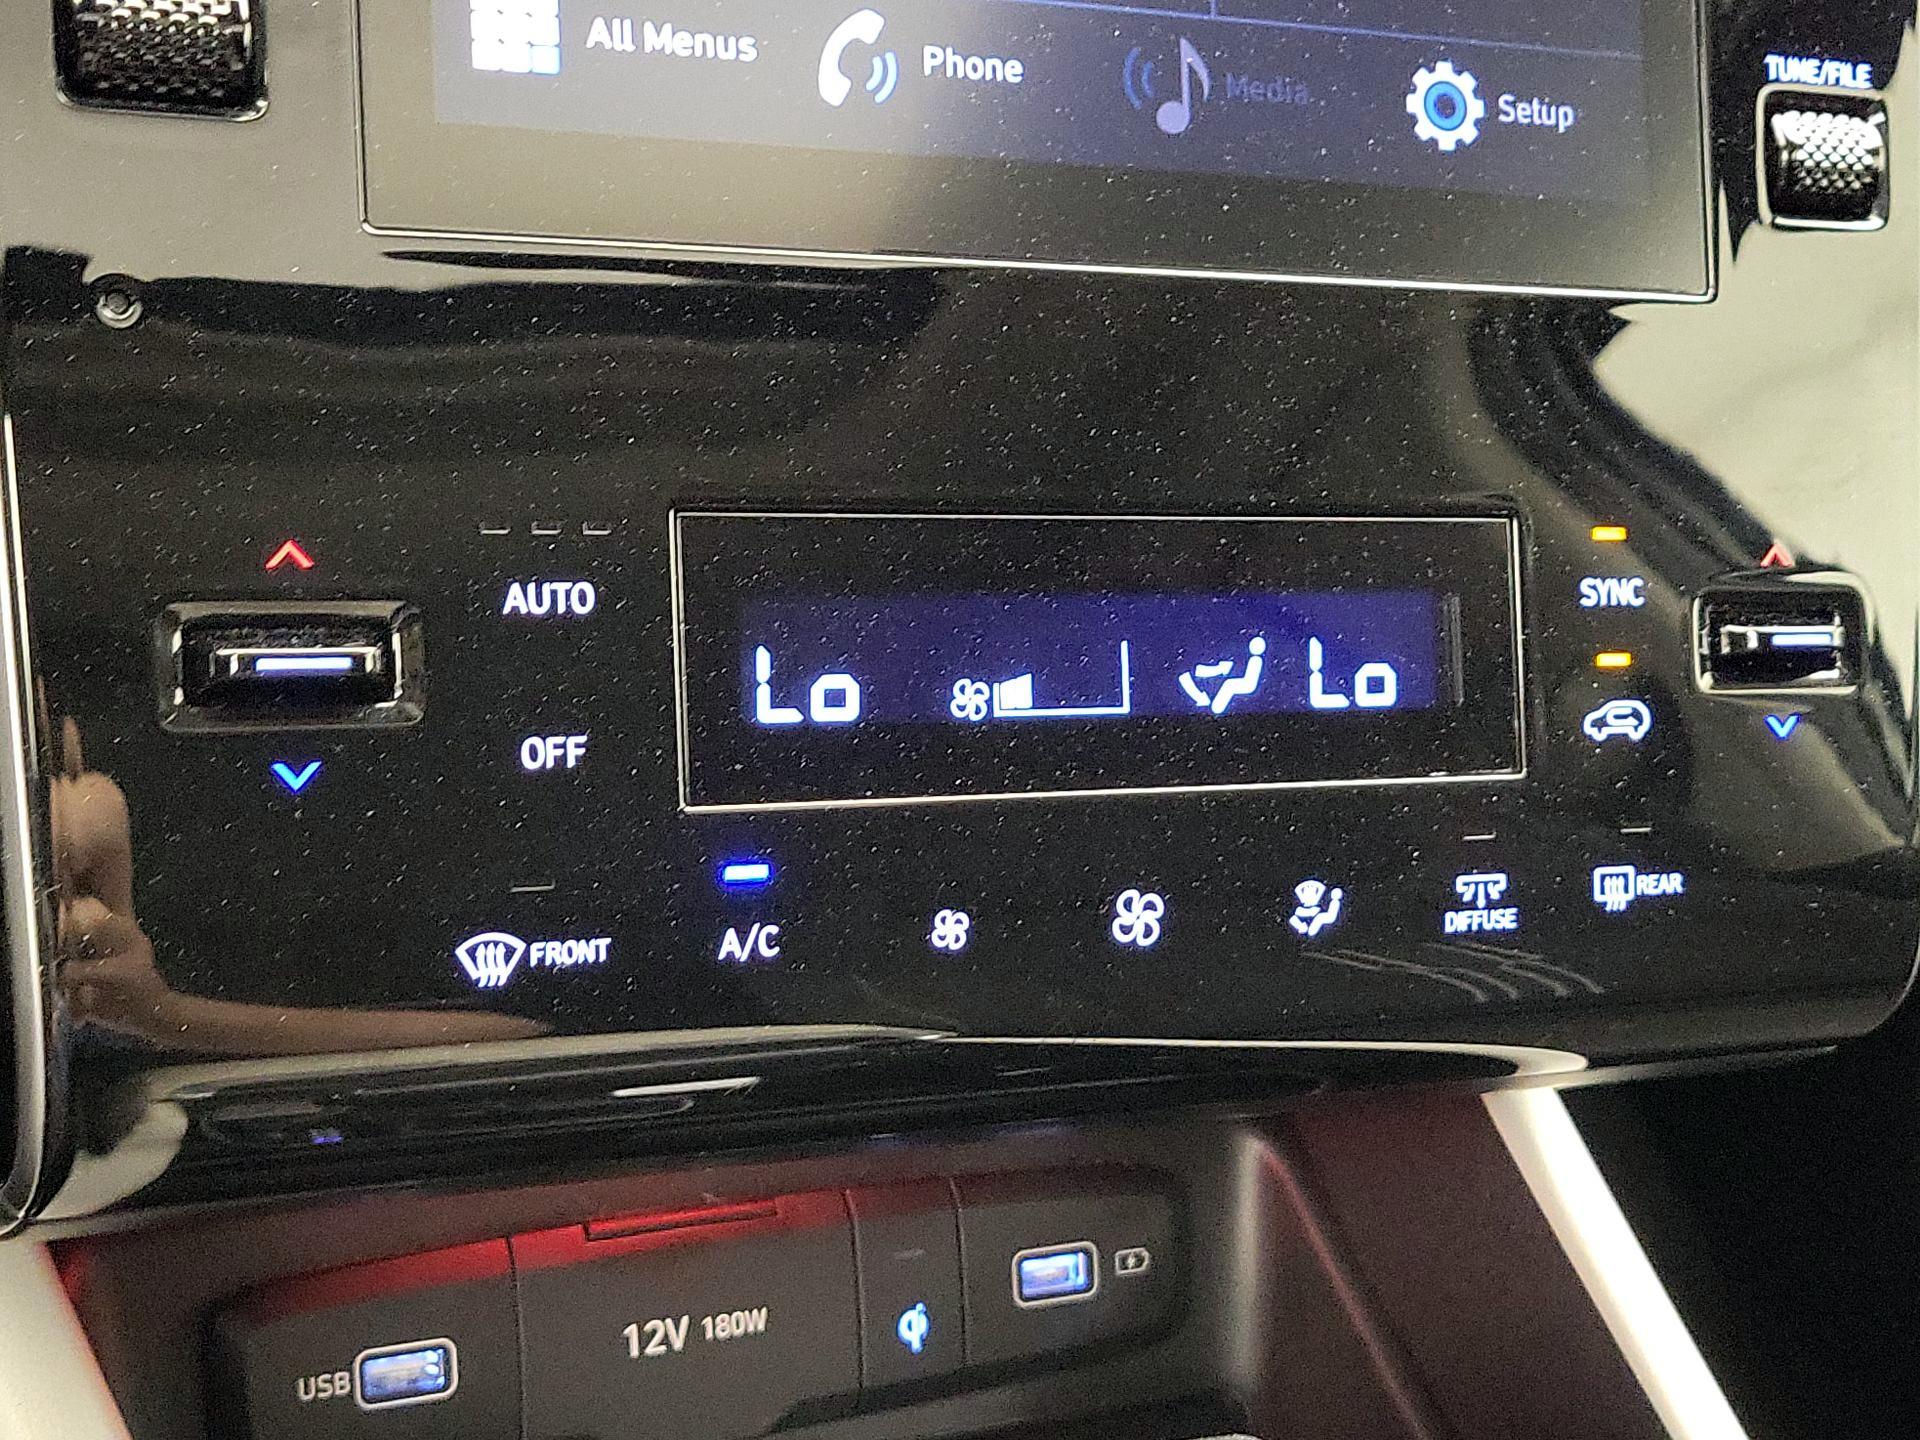 All Menus
Phone
Media
Setup
TUNE/FILE
AUTO
SYNC
Lo
Lo
OFF
FRONT
A/C
DIFFUSE
REAR
USB
12V 180W